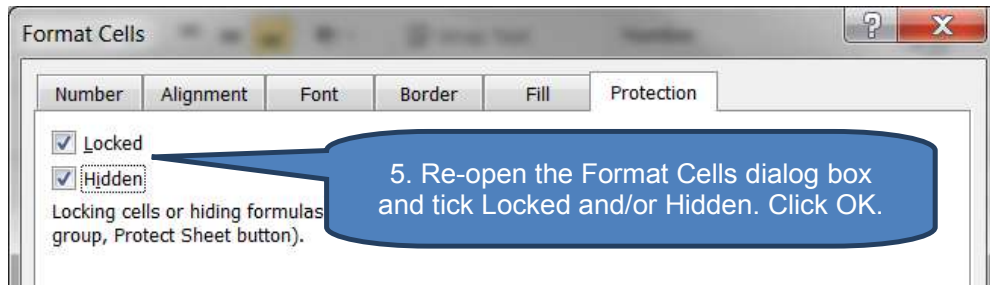 Format Cells
Number Alignment Font Border Fill Protection
Locked
Hidden
5. Re-open the Format Cells dialog box
and tick Locked and/or Hidden. Click OK.
Locking cells or hiding formulas
group, Protect Sheet button).